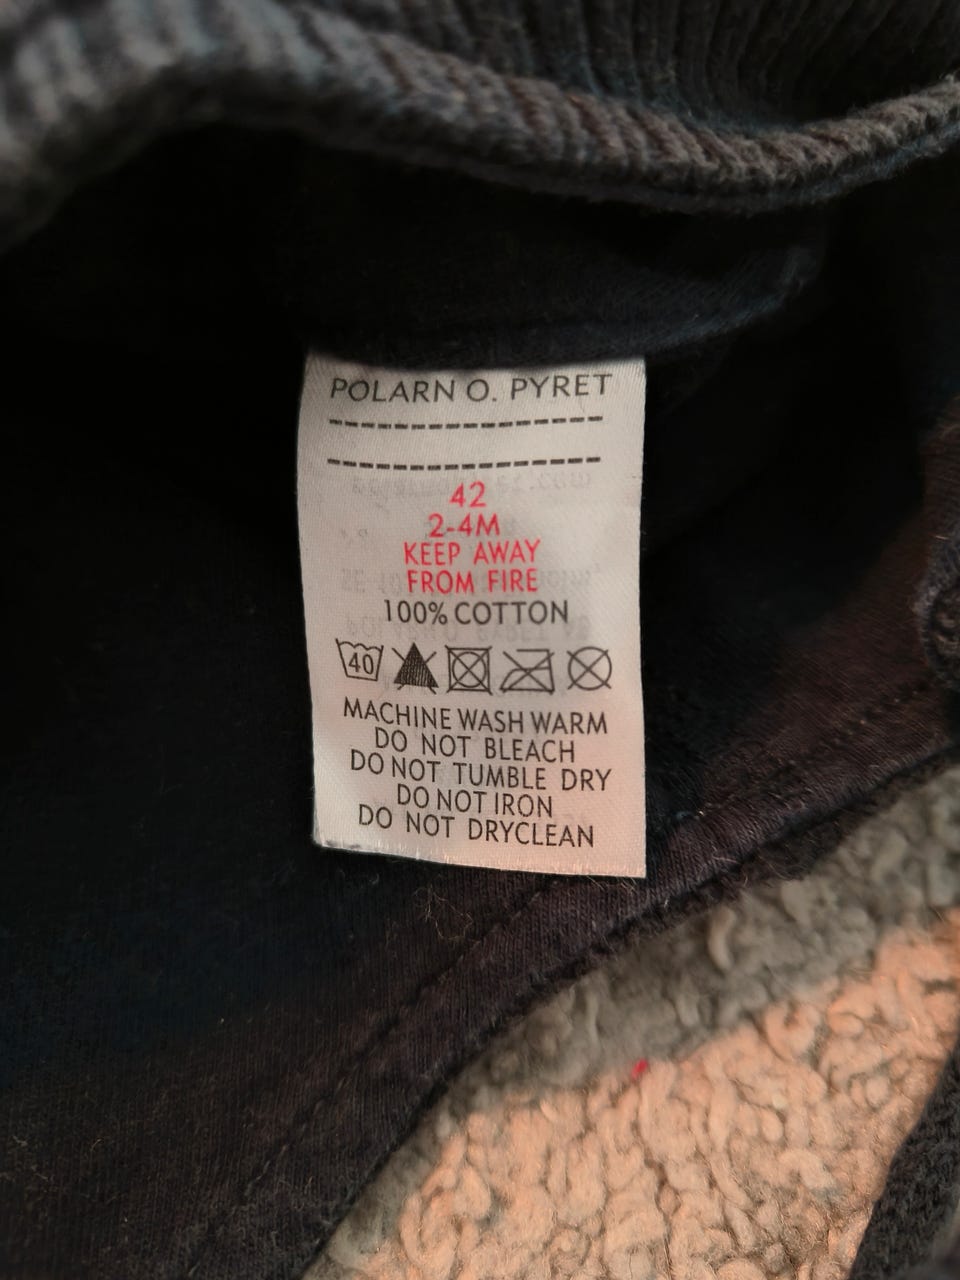 POLARN O. PYRET
42
2-4M
KEEP AWAY
FROM FIRE
100% COTTON
40
MACHINE WASH WARM
DO NOT BLEACH
DO NOT TUMBLE DRY
DO NOT IRON
DO NOT DRYCLEAN